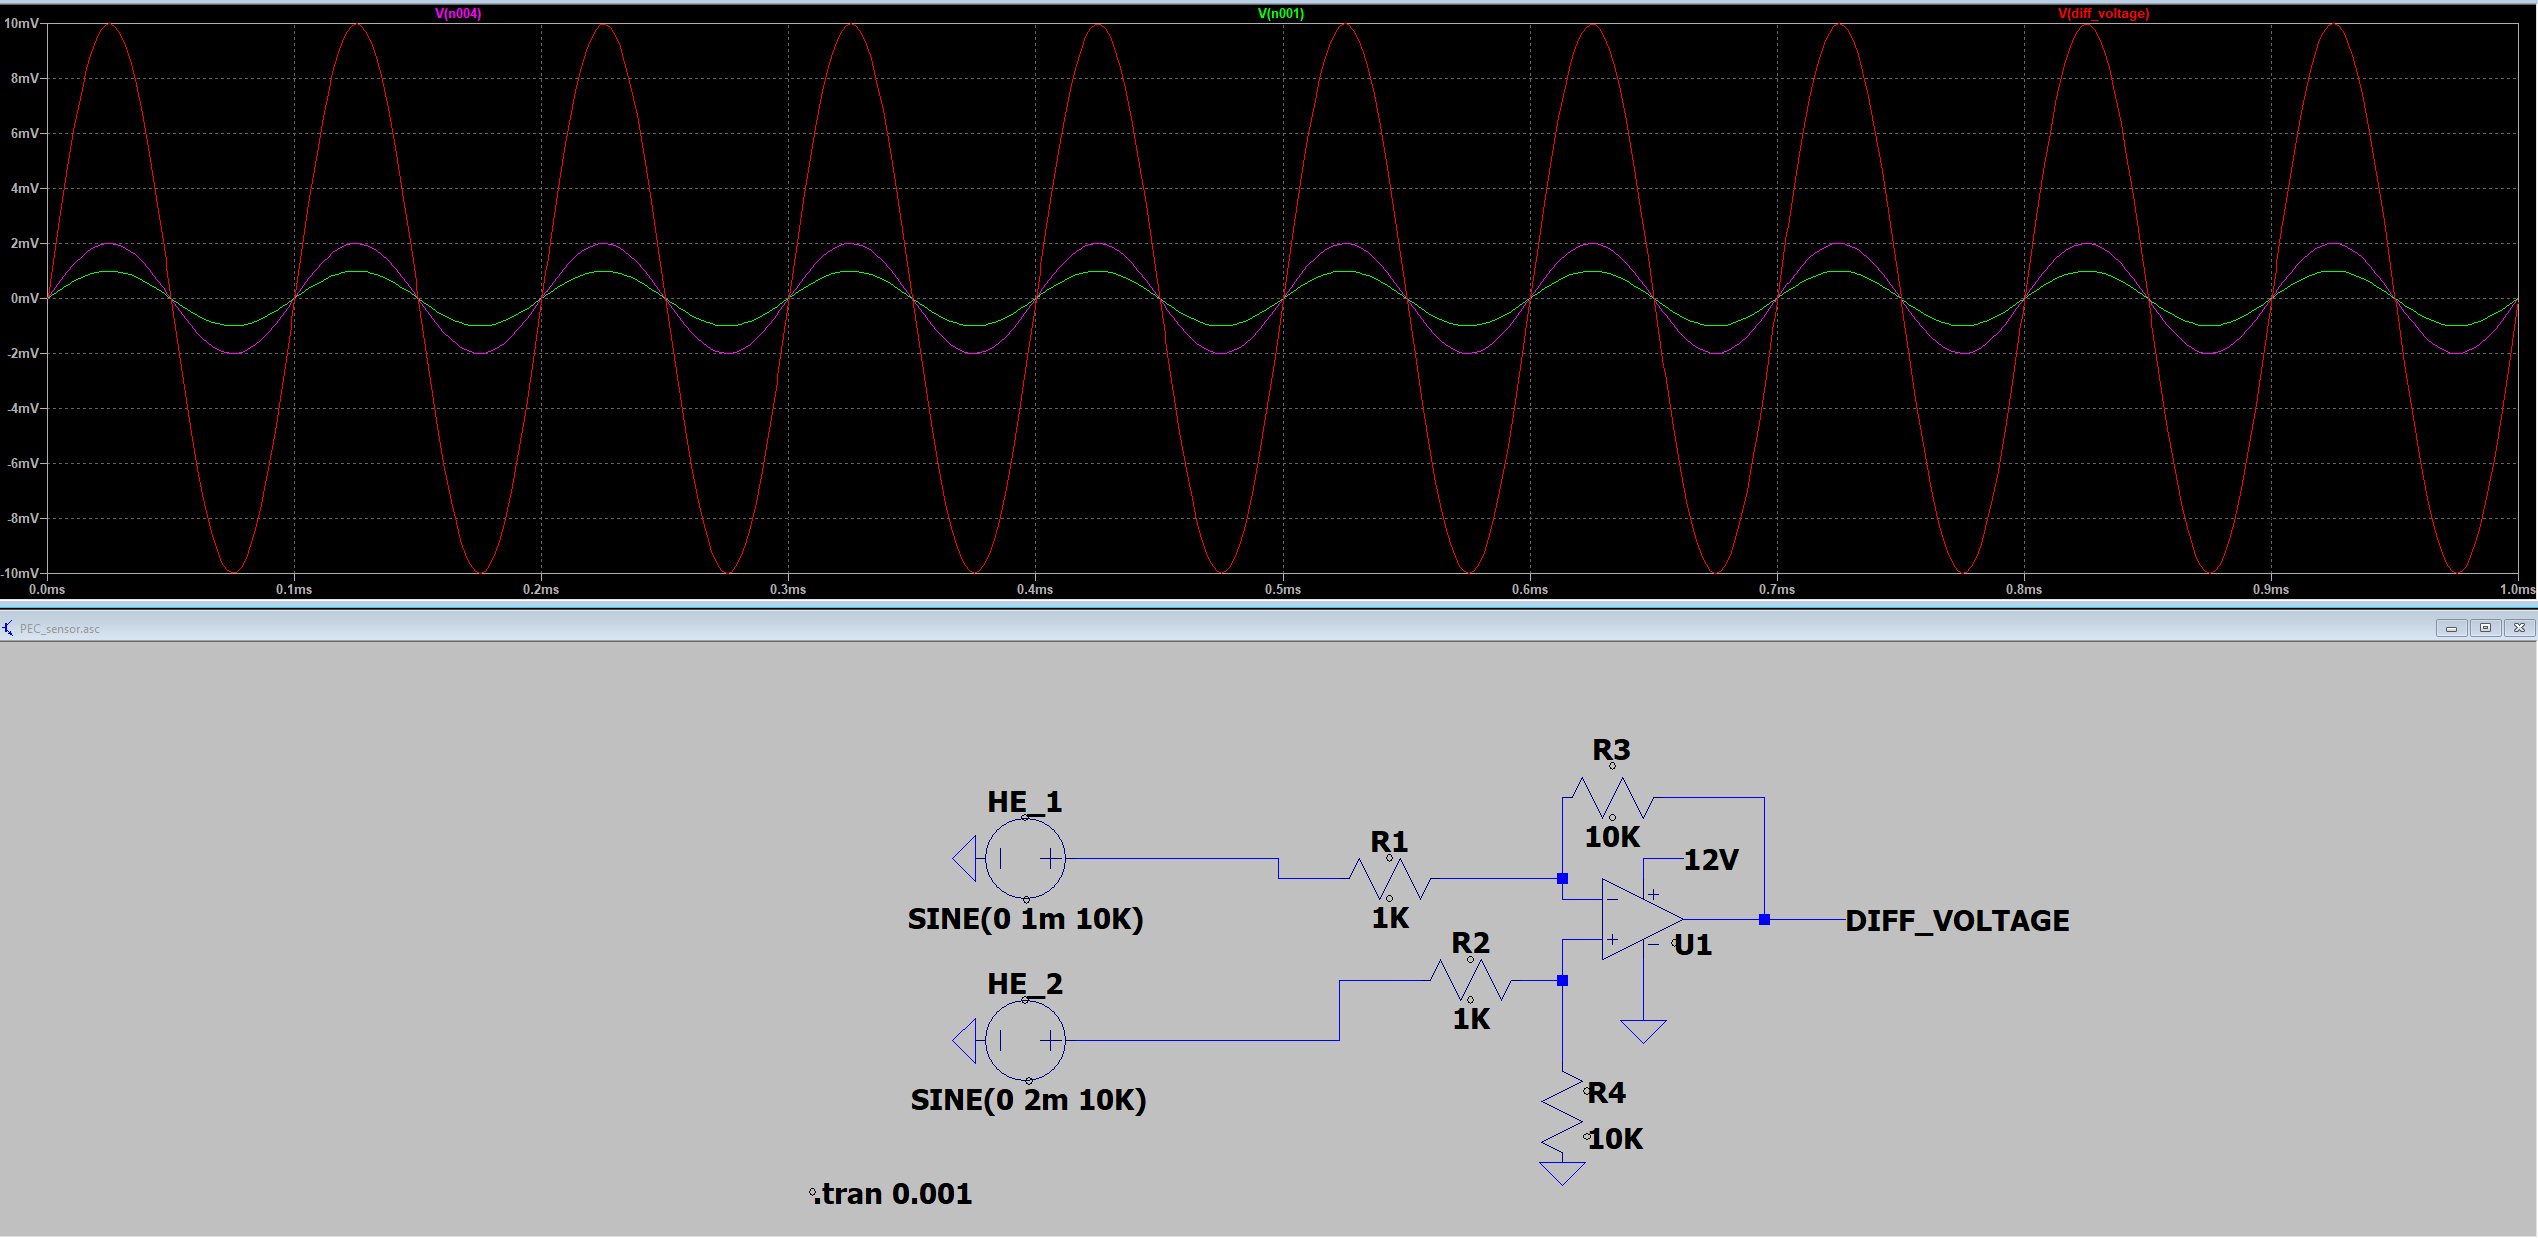 V(n004) V(n001) V(diff_voltage)
10mV
8mV
6mV
4mV
2mV
0mV
-2mV
-4mV
-6mV
-8mV
-10mV
0.0ms 0.1ms 0.2ms 0.3ms 0.4ms 0.5ms 0.6ms 0.7ms 0.8ms 0.9ms 1.0ms
PEC_sensor.asc
R3
10K
HE_1
SINE(0 1m 10K)
R1
1K
12V
U1
DIFF_VOLTAGE
R2
1K
HE_2
SINE(0 2m 10K)
R4
10K
.tran 0.001